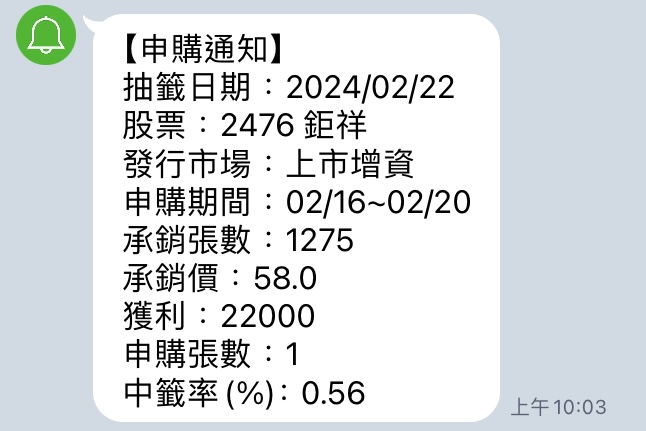 【申購通知】
抽籤日期：2024/02/22
股票：2476 鉅祥
發行市場：上市增資
申購期間：02/16~02/20
承銷張數：1275
承銷價：58.0
獲利：22000
申購張數：1
中籤率(%)：0.56
上午10:03